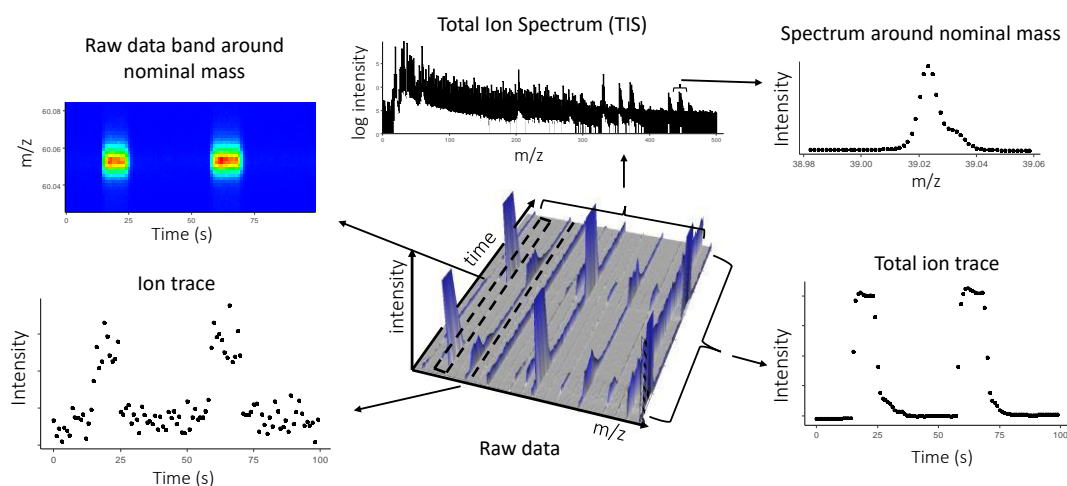 Total Ion Spectrum (TIS)
Raw data band around
nominal mass
Spectrum around nominal mass
60.08
60.06
60.04
m/z
0
25
50
75
Time (s)
log intensity
0
100
200
300
400
500
m/z
Intensity
38.98
39.00
39.02
39.04
39.06
m/z
time
intensity
m/z
Raw data
Ion trace
Intensity
0
25
50
75
100
Time (s)
Total ion trace
Intensity
0
25
50
75
100
Time (s)